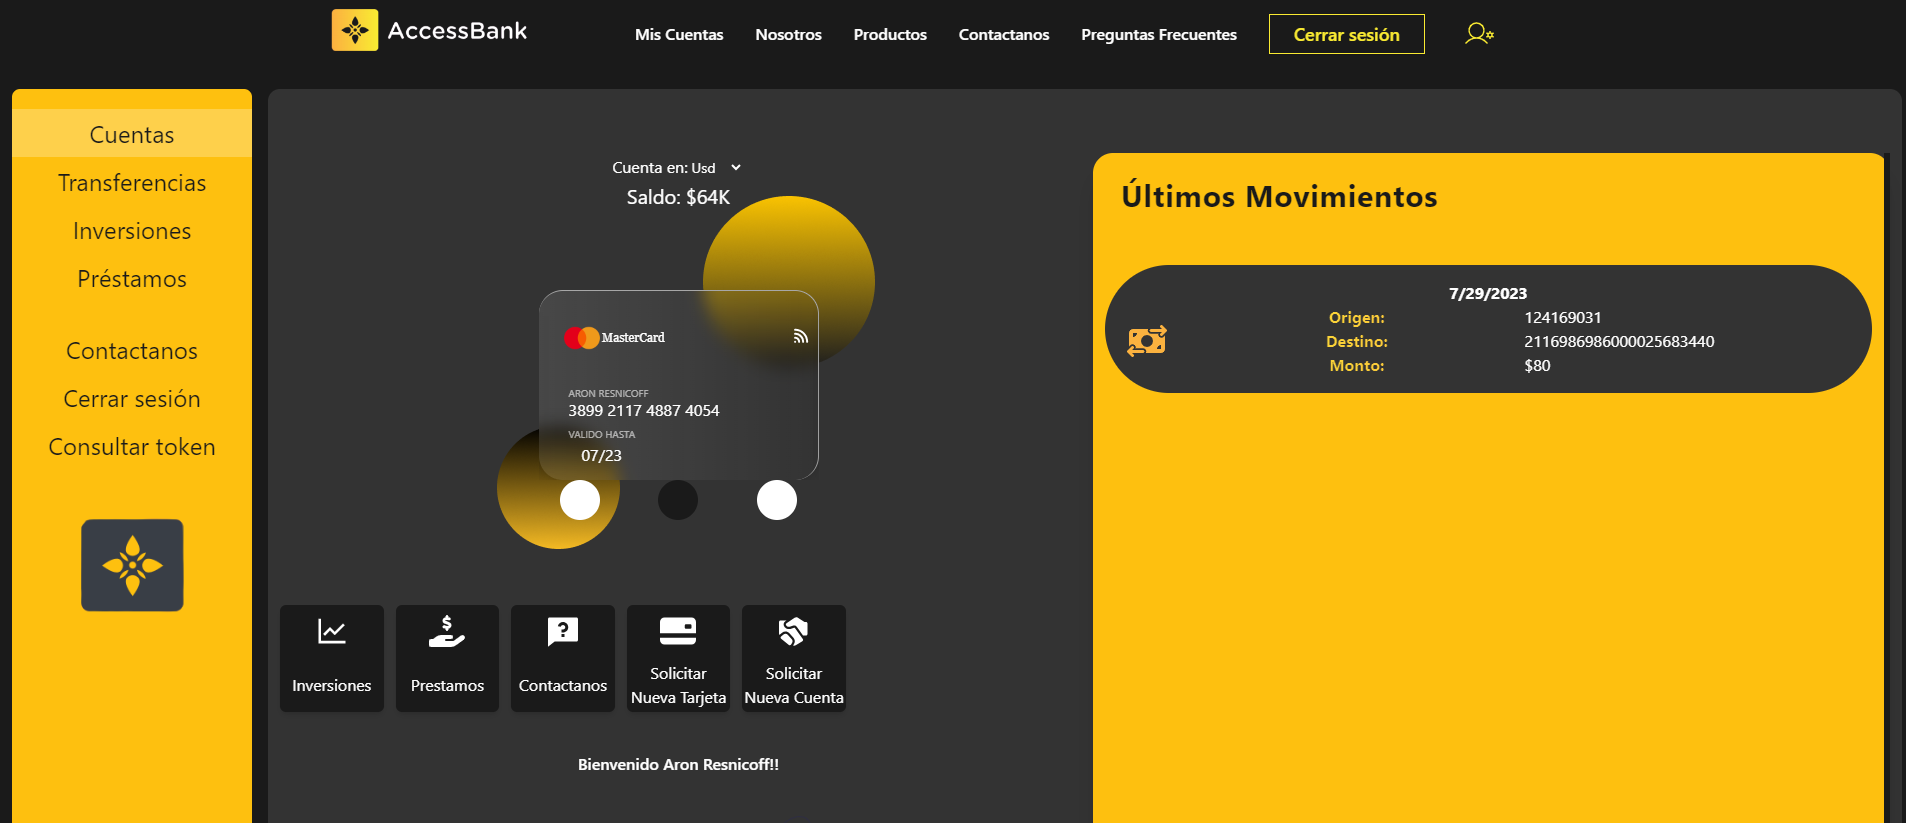 AccessBank
Mis Cuentas
Nosotros
Productos
Contactanos
Preguntas Frecuentes
Cerrar sesión
Cuentas
Transferencias
Inversiones
Préstamos
Contactanos
Cerrar sesión
Consultar token
Cuenta en: Usd
Saldo: $64K
MasterCard
ARON RESNICOFF
3899 2117 4887 4054
VALIDO HASTA
07/23
Inversiones
Prestamos
Contactanos
Solicitar
Nueva Tarjeta
Solicitar
Nueva Cuenta
Bienvenido Aron Resnicoff!!
Últimos Movimientos
7/29/2023
Origen: 124169031
Destino: 2116986986000025683440
Monto: $80